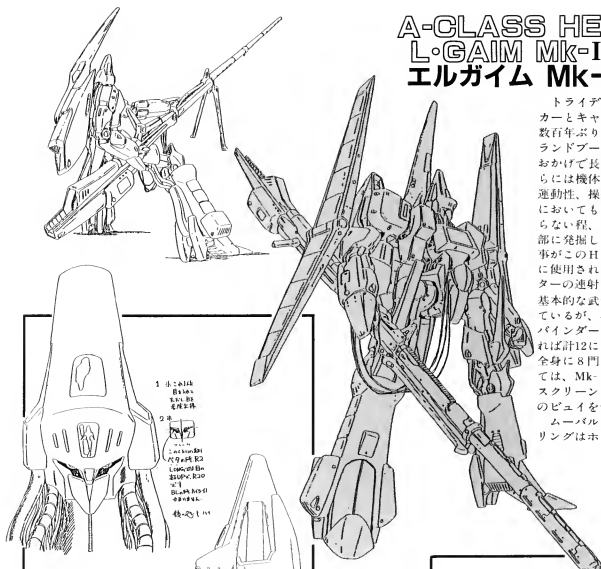 A-CLASS HE
L·GAIM Mk-I
エルガイム Mk-
トライデ
カーとキャ
数百年ぶり
ランドブー
おかげで長
らには機体
運動性、操
においても
らない程、
部に発掘し
事がこのH
に使用され
ターの連射
基本的な武
ているが、
バインダー
れば計12に
全身に8門
ては、Mk-
スクリーン
のビュイを
ムーバル
リングはホ